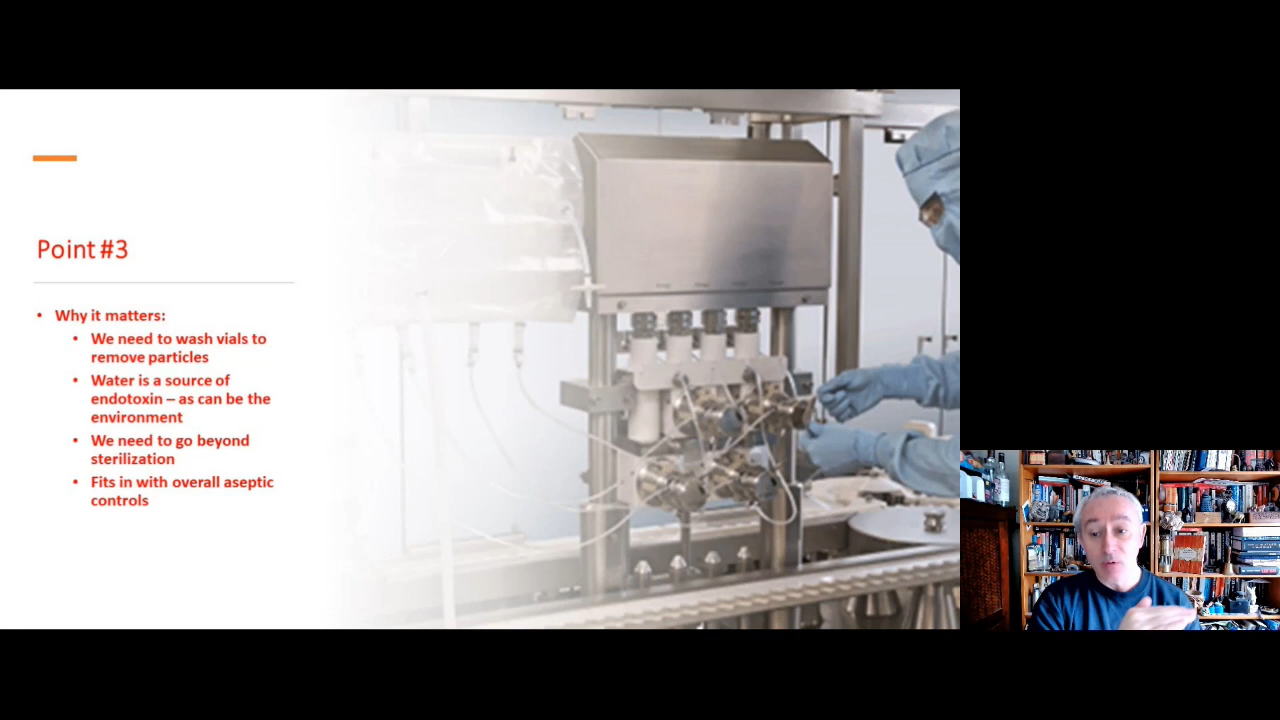 Point #3
• Why it matters:
• We need to wash vials to
remove particles
• Water is a source of
endotoxin – as can be the
environment
• We need to go beyond
sterilization
• Fits in with overall aseptic
controls